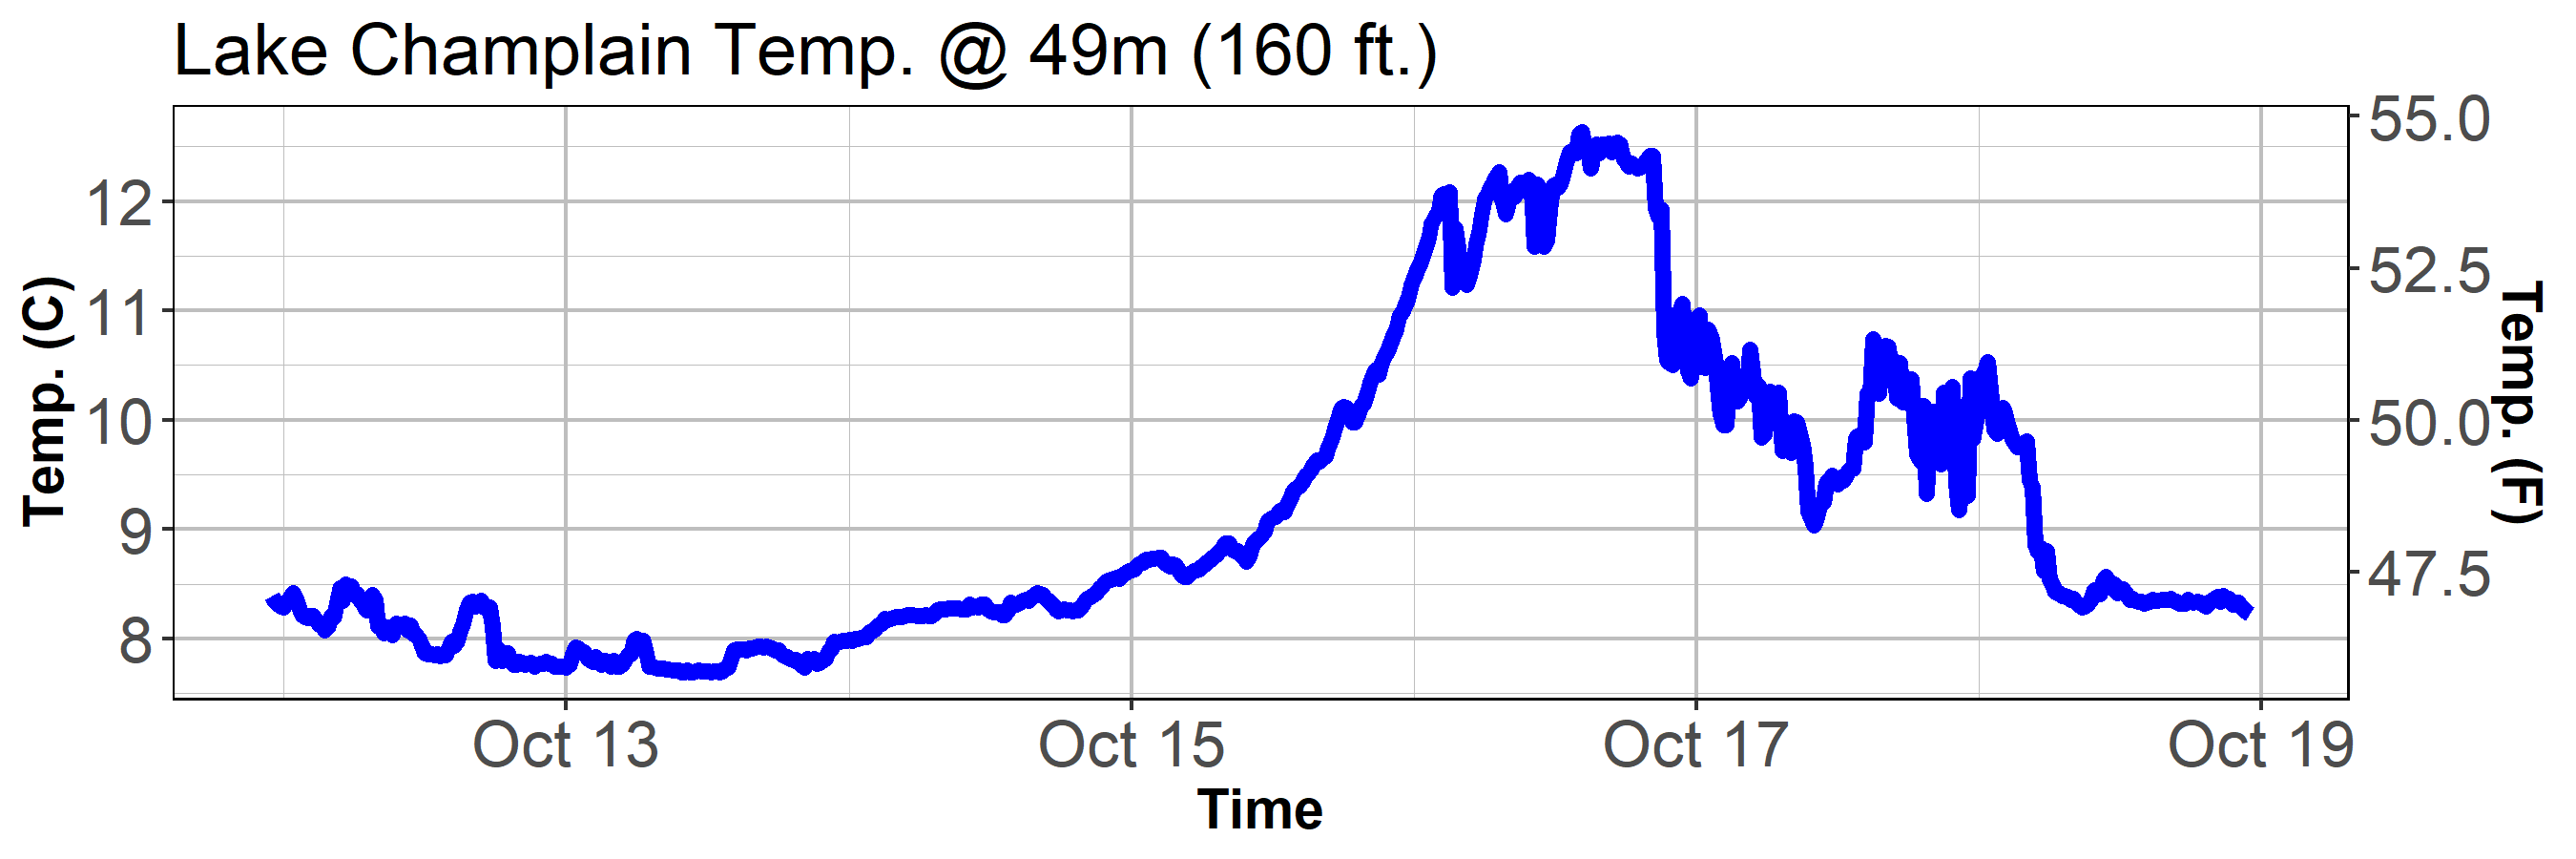 Lake Champlain Temp. @ 49m (160 ft.)
Temp. (C)
12
11
10
9
8
55.0
52.5
50.0
47.5
Temp. (F)
Oct 13
Oct 15
Oct 17
Oct 19
Time